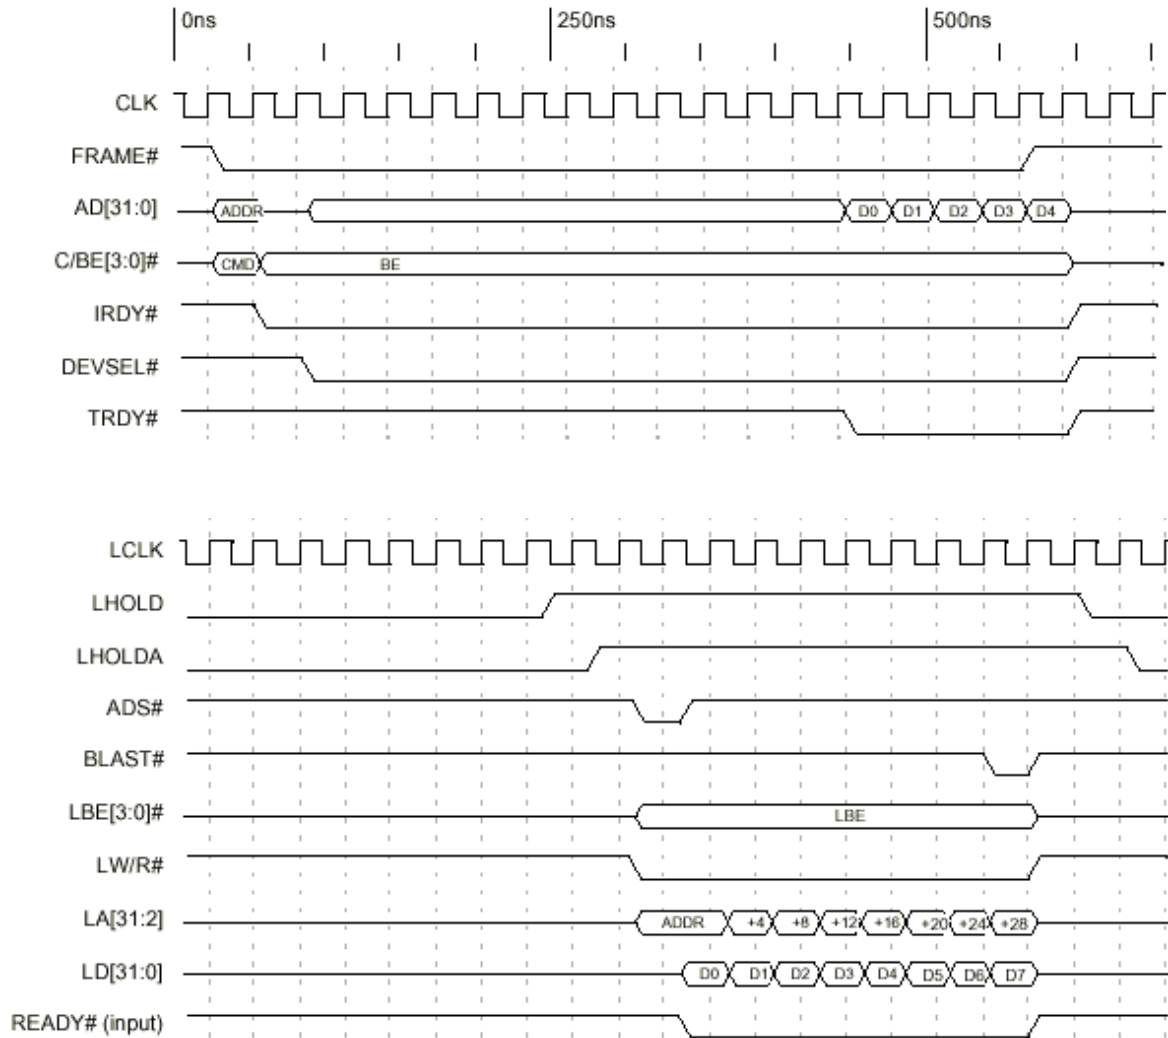 0ns 250ns 500ns
CLK
FRAME#
AD[31:0] ADDR D0 D1 D2 D3 D4
C/BE[3:0]# CMD BE
IRDY#
DEVSEL#
TRDY#
LCLK
LHOLD
LHOLDA
ADS#
BLAST#
LBE[3:0]# LBE
LW/R#
LA[31:2] ADDR +4 +8 +12 +16 +20 +24 +28
LD[31:0] D0 D1 D2 D3 D4 D5 D6 D7
READY# (input)